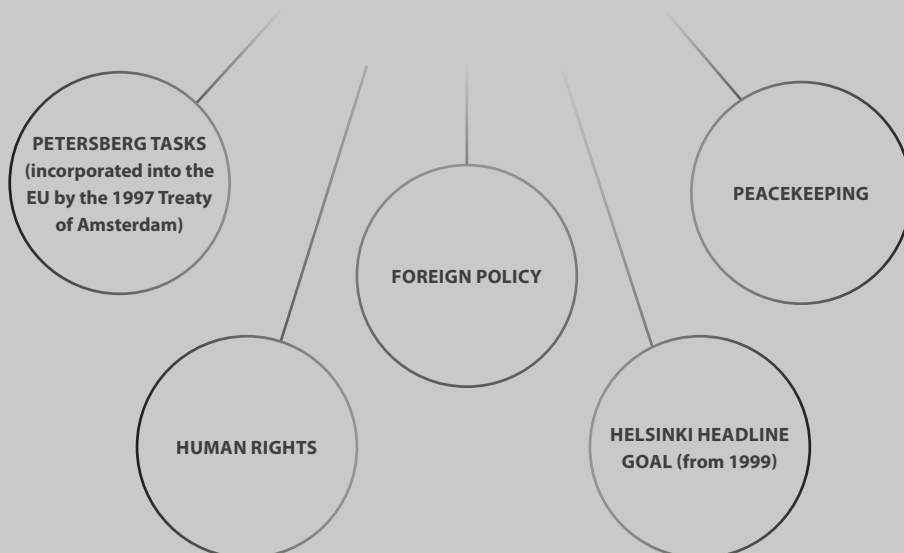 PETERSBERG TASKS
(incorporated into the
EU by the 1997 Treaty
of Amsterdam)
PEACEKEEPING
FOREIGN POLICY
HUMAN RIGHTS
HELSINKI HEADLINE
GOAL (from 1999)